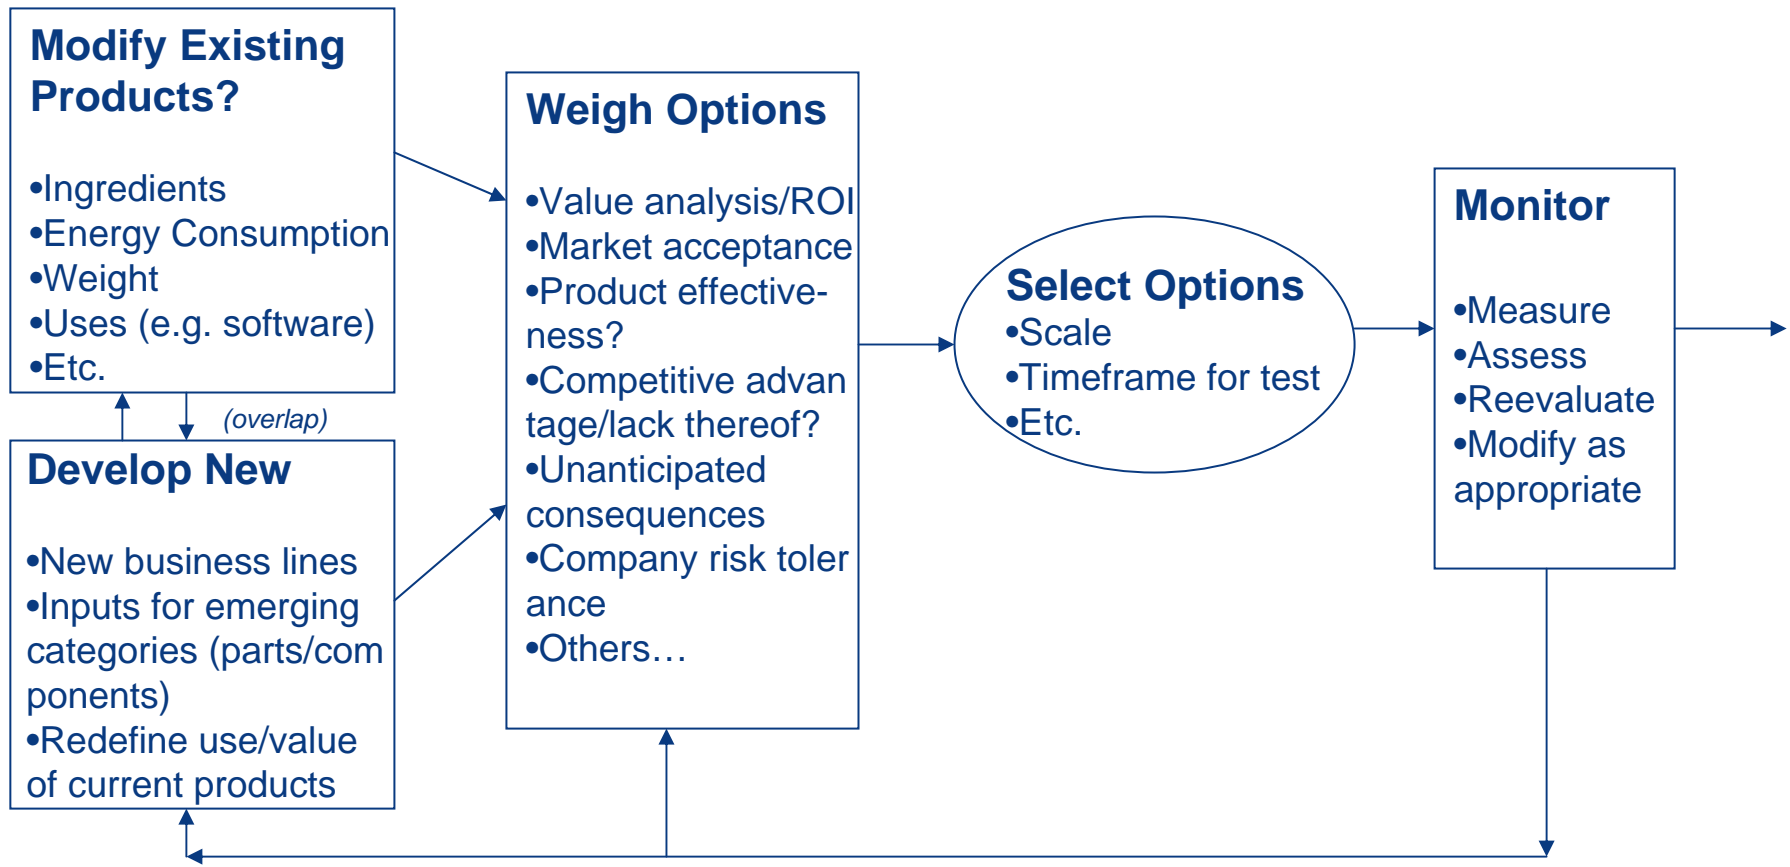 Modify Existing
Products?
•Ingredients
•Energy Consumption
•Weight
•Uses (e.g. software)
•Etc.
(overlap)
Develop New
•New business lines
•Inputs for emerging
categories (parts/com
ponents)
•Redefine use/value
of current products
Weigh Options
•Value analysis/ROI
•Market acceptance
•Product effective-
ness?
•Competitive advan
tage/lack thereof?
•Unanticipated
consequences
•Company risk toler
ance
•Others…
Select Options
•Scale
•Timeframe for test
•Etc.
Monitor
•Measure
•Assess
•Reevaluate
•Modify as
appropriate